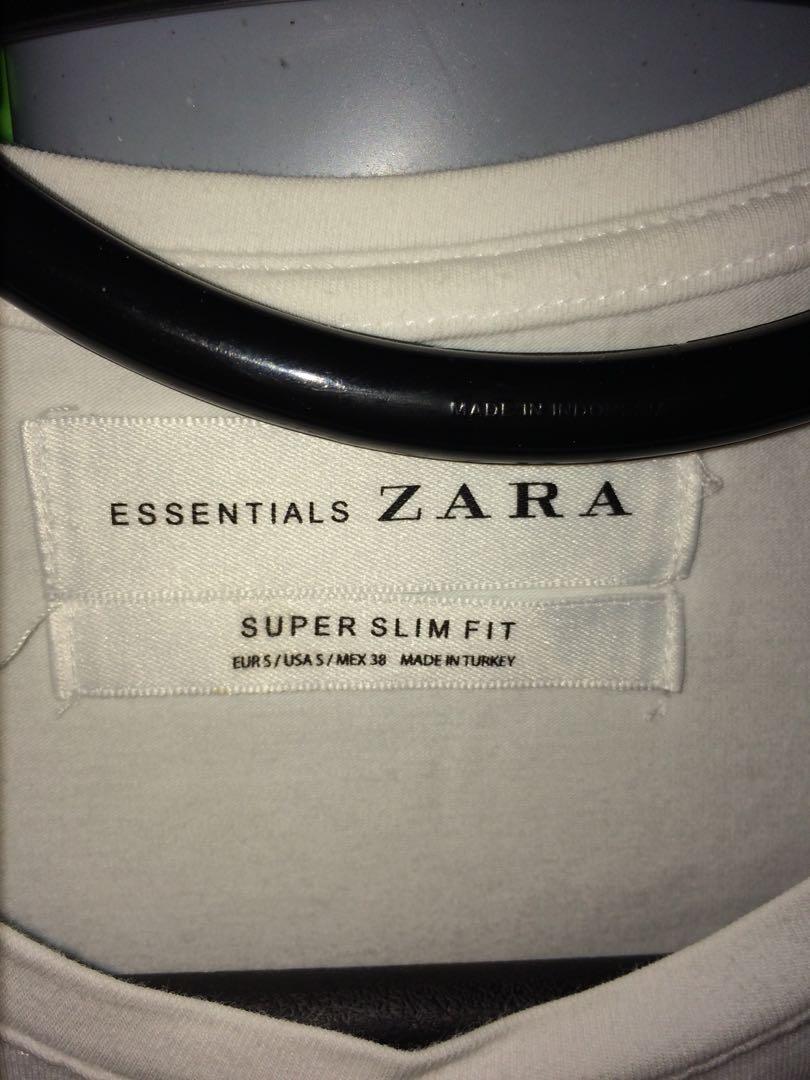 MADE IN INDONESIA
ESSENTIALS ZARA
SUPER SLIM FIT
EUR S / USA S / MEX 38 MADE IN TURKEY